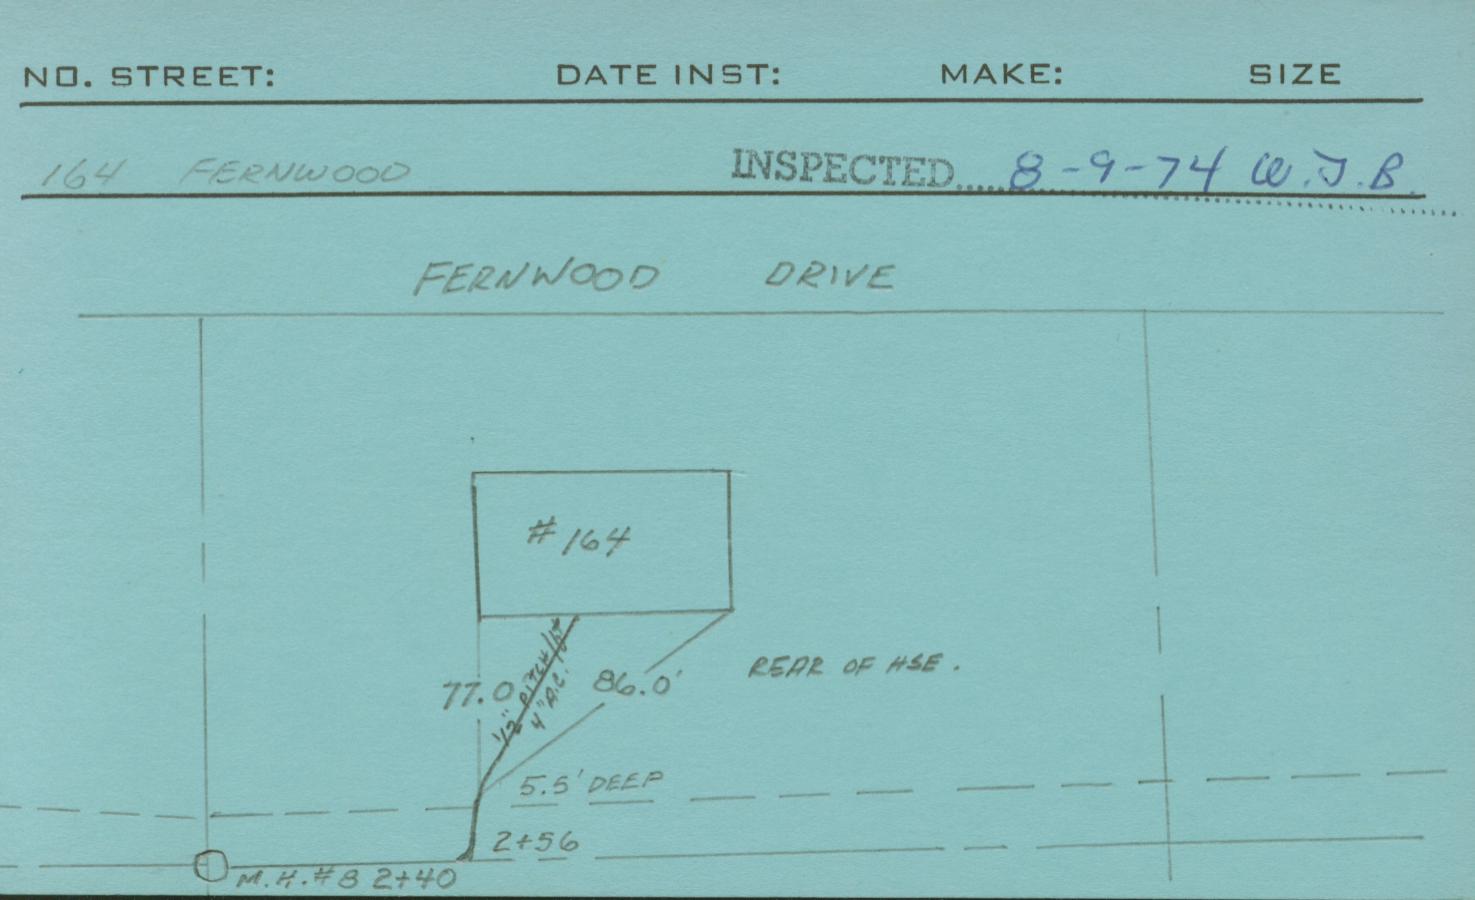 NO. STREET: DATE INST: MAKE: SIZE
164 FERNWOOD INSPECTED 8-9-74 W.J.B.
FERNWOOD DRIVE
# 164
1/2" PITCH/
4" A.C.
77.0
86.0'
REAR OF HSE.
5.5' DEEP
2+56
M.H.#8 2+40